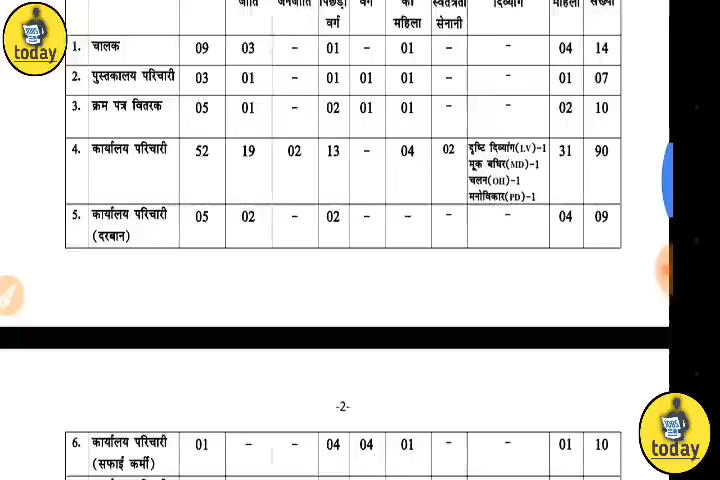 जाति जनजाति पिछड़ा वर्ग का स्वतंत्रता दिव्यांग महिला संख्या
वर्ग महिला सेनानी
JOBS
today
1. चालक 09 03 - 01 - 01 - - 04 14
2. पुस्तकालय परिचारी 03 01 - 01 01 01 - - 01 07
3. क्रम पत्र वितरक 05 01 - 02 01 01 - - 02 10
4. कार्यालय परिचारी 52 19 02 13 - 04 02 दृष्टि दिव्यांग(LV)-1 31 90
मूक बधिर(MD)-1
चलन(OH)-1
मनोविकार(PD)-1
5. कार्यालय परिचारी 05 02 - 02 - - - - 04 09
(दरबान)
-2-
6. कार्यालय परिचारी 01 - - 04 04 01 - - 01 10
(सफाई कर्मी)
JOBS
today